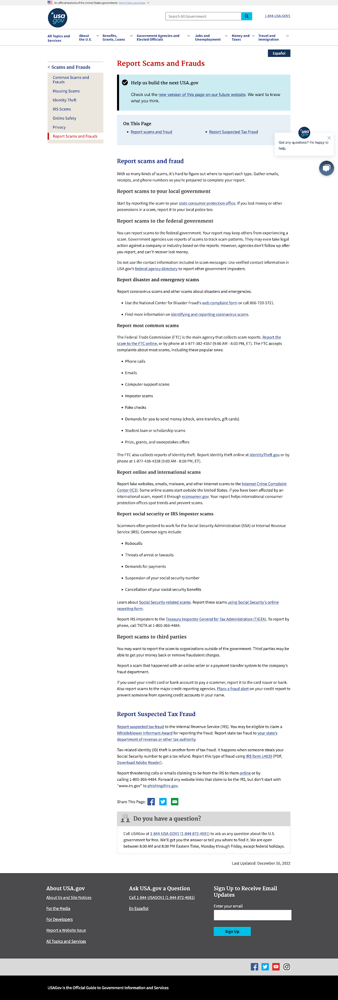 An official website of the United States government Here's how you know
usa
gov
Search All Government
1-844-USA-GOV1
All Topics and
Services
About
the U.S.
Benefits,
Grants, Loans
Government Agencies and
Elected Officials
Jobs and
Unemployment
Money and
Taxes
Travel and
Immigration
Español
< Scams and Frauds
Common Scams and
Frauds
Housing Scams
Identity Theft
IRS Scams
Online Safety
Privacy
Report Scams and Frauds
Report Scams and Frauds
Help us build the next USA.gov
Check out the new version of this page on our future website. We want to know
what you think.
On This Page
• Report scams and fraud
• Report Suspected Tax Fraud
usa
gov
Got any questions? I'm happy to
help.
Report scams and fraud
With so many kinds of scams, it's hard to figure out where to report each type. Gather emails,
receipts, and phone numbers so you're prepared to complete your report.
Report scams to your local government
Start by reporting the scam to your state consumer protection office. If you lost money or other
possessions in a scam, report it to your local police too.
Report scams to the federal government
You can report scams to the federal government. Your report may keep others from experiencing a
scam. Government agencies use reports of scams to track scam patterns. They may even take legal
action against a company or industry based on the reports. However, agencies don't follow up after
you report, and can't recover lost money.
Do not use the contact information included in scam messages. Use verified contact information in
USA.gov's federal agency directory to report other government imposters.
Report disaster and emergency scams
Report coronavirus scams and other scams about disasters and emergencies.
• Use the National Center for Disaster Fraud's web complaint form or call 866-720-5721.
• Find more information on identifying and reporting coronavirus scams.
Report most common scams
The Federal Trade Commission (FTC) is the main agency that collects scam reports. Report the
scam to the FTC online, or by phone at 1-877-382-4357 (9:00 AM - 8:00 PM, ET). The FTC accepts
complaints about most scams, including these popular ones:
• Phone calls
• Emails
• Computer support scams
• Imposter scams
• Fake checks
• Demands for you to send money (check, wire transfers, gift cards)
• Student loan or scholarship scams
• Prize, grants, and sweepstakes offers
The FTC also collects reports of identity theft. Report identity theft online at IdentityTheft.gov or by
phone at 1-877-438-4338 (9:00 AM - 8:00 PM, ET).
Report online and international scams
Report fake websites, emails, malware, and other internet scams to the Internet Crime Complaint
Center (IC3). Some online scams start outside the United States. If you have been affected by an
international scam, report it through econsumer.gov. Your report helps international consumer
protection offices spot trends and prevent scams.
Report social security or IRS imposter scams
Scammers often pretend to work for the Social Security Administration (SSA) or Internal Revenue
Service (IRS). Common signs include:
• Robocalls
• Threats of arrest or lawsuits
• Demands for payments
• Suspension of your social security number
• Cancellation of your social security benefits
Learn about Social Security-related scams. Report these scams using Social Security's online
reporting form.
Report IRS imposters to the Treasury Inspector General for Tax Administration (TIGTA). To report by
phone, call TIGTA at 1-800-366-4484.
Report scams to third parties
You may want to report the scam to organizations outside of the government. Third parties may be
able to get your money back or remove fraudulent charges.
Report a scam that happened with an online seller or a payment transfer system to the company's
fraud department.
If you used your credit card or bank account to pay a scammer, report it to the card issuer or bank.
Also report scams to the major credit reporting agencies. Place a fraud alert on your credit report to
prevent someone from opening credit accounts in your name.
Report Suspected Tax Fraud
Report suspected tax fraud to the Internal Revenue Service (IRS). You may be eligible to claim a
Whistleblower Informant Award for reporting the fraud. Report state tax fraud to your state's
department of revenue or other tax authority.
Tax-related identity (ID) theft is another form of tax fraud. It happens when someone steals your
Social Security number to get a tax refund. Report this type of fraud using IRS form 14039 (PDF,
Download Adobe Reader).
Report threatening calls or emails claiming to be from the IRS to them online or by
calling 1-800-366-4484. Forward any website links that claim to be the IRS, but don't start with
"www.irs.gov" to phishing@irs.gov.
Share This Page:
Do you have a question?
Call USAGov at 1-844-USA-GOV1 (1-844-872-4681) to ask us any question about the U.S.
government for free. We'll get you the answer or tell you where to find it. We are open
between 8:00 AM and 8:00 PM Eastern Time, Monday through Friday, except federal holidays.
Last Updated: December 16, 2022
About USA.gov
About Us and Site Notices
For the Media
For Developers
Report a Website Issue
All Topics and Services
Ask USA.gov a Question
Call 1-844-USAGOV1 (1-844-872-4681)
En Español
Sign Up to Receive Email
Updates
Enter your email
Sign Up
USAGov is the Official Guide to Government Information and Services